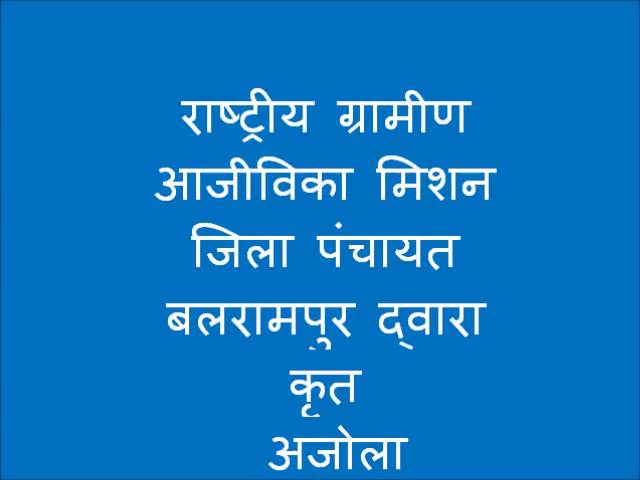 राष्ट्रीय ग्रामीण
आजीविका मिशन
जिला पंचायत
बलरामपुर द्वारा
कृत
अजोला